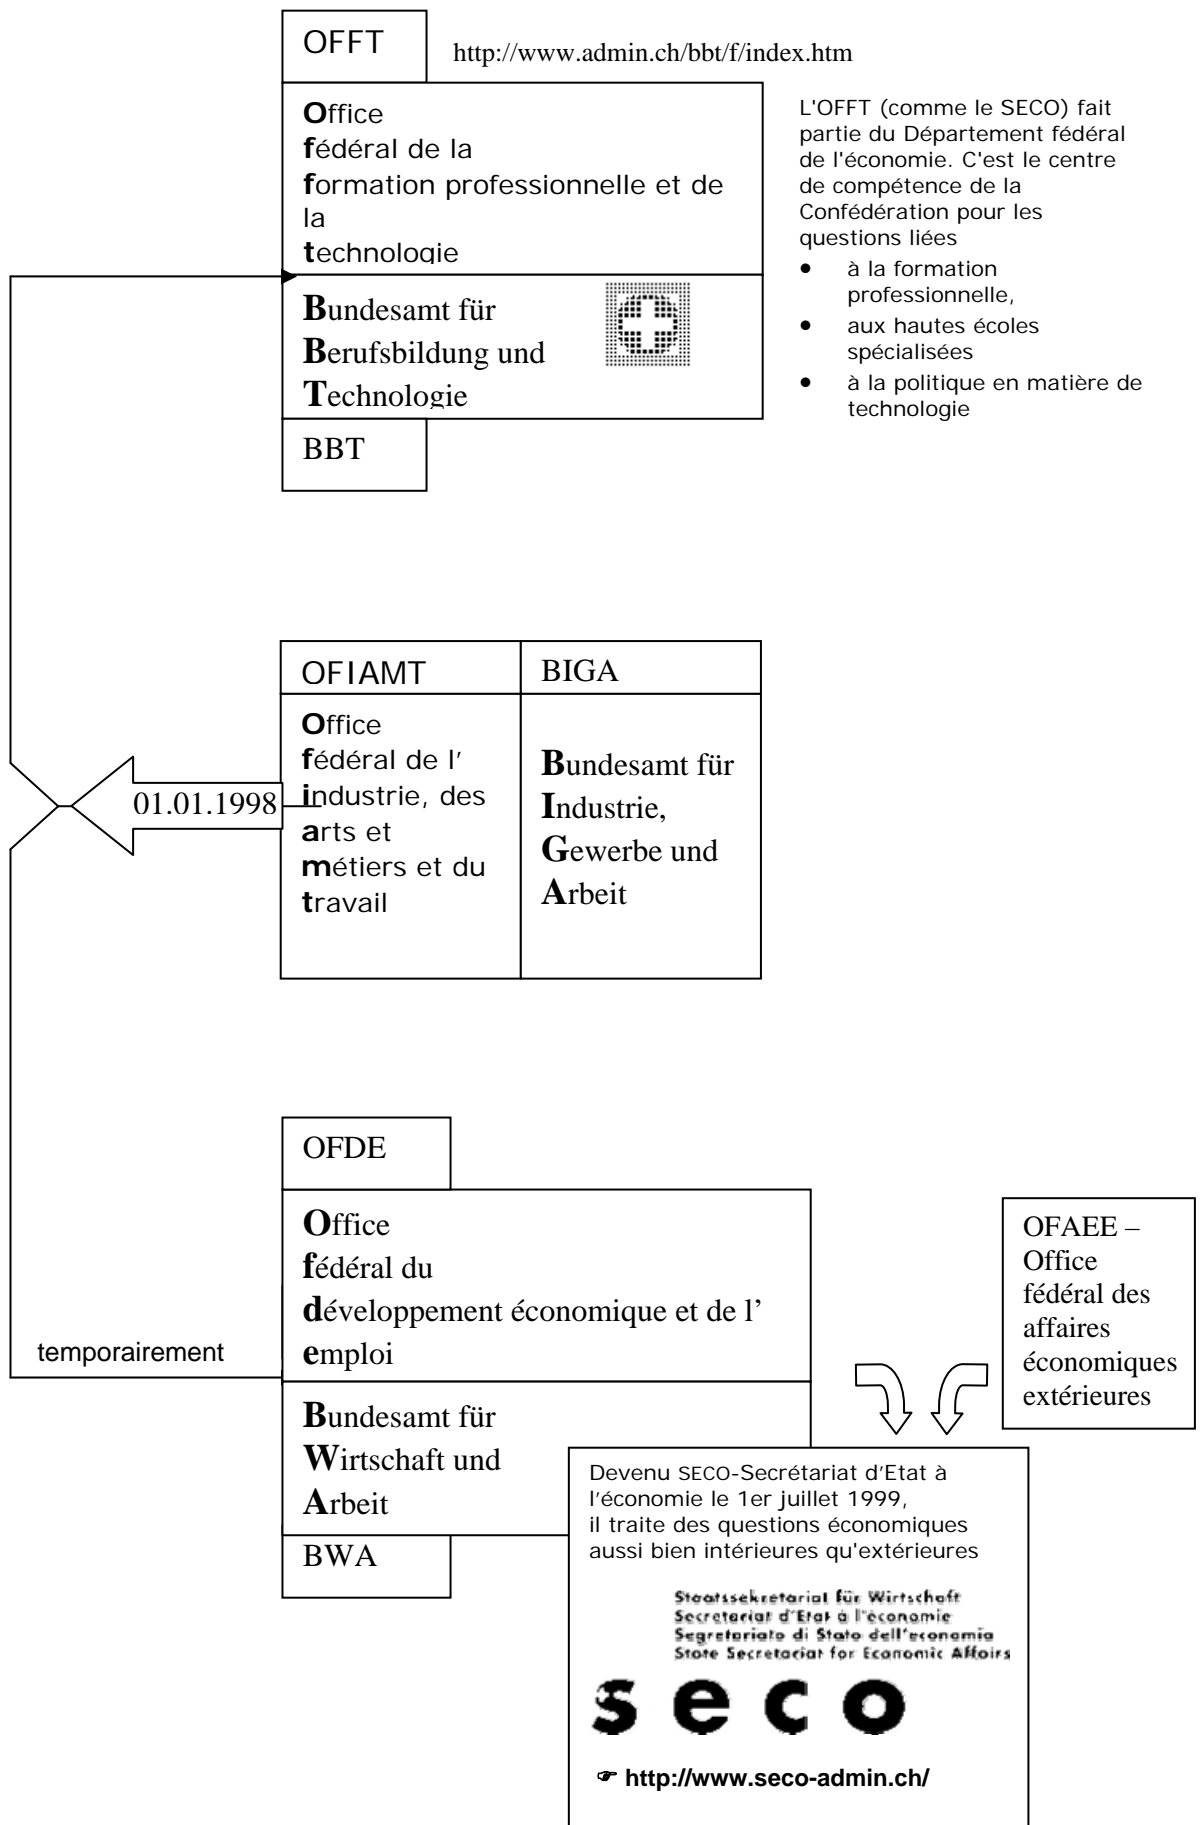 OFFT
http://www.admin.ch/bbt/f/index.htm
Office
fédéral de la
formation professionnelle et de
la
technologie
L'OFFT (comme le SECO) fait
partie du Département fédéral
de l'économie. C'est le centre
de compétence de la
Confédération pour les
questions liées
• à la formation
professionnelle,
• aux hautes écoles
spécialisées
• à la politique en matière de
technologie
Bundesamt für
Berufsbildung und
Technologie
BBT
OFIAMT
Office
fédéral de l'
industrie, des
arts et
métiers et du
travail
BIGA
Bundesamt für
Industrie,
Gewerbe und
Arbeit
01.01.1998
OFDE
Office
fédéral du
développement économique et de l'
emploi
temporairement
Bundesamt für
Wirtschaft und
Arbeit
BWA
OFAEE –
Office
fédéral des
affaires
économiques
extérieures
Devenu SECO-Secrétariat d'Etat à
l'économie le 1er juillet 1999,
il traite des questions économiques
aussi bien intérieures qu'extérieures
Staatssekretariat für Wirtschaft
Secretariat d'Etat à l'économie
Segretariato di Stato dell'economia
State Secretariat for Economic Affairs
seco
☞ http://www.seco-admin.ch/